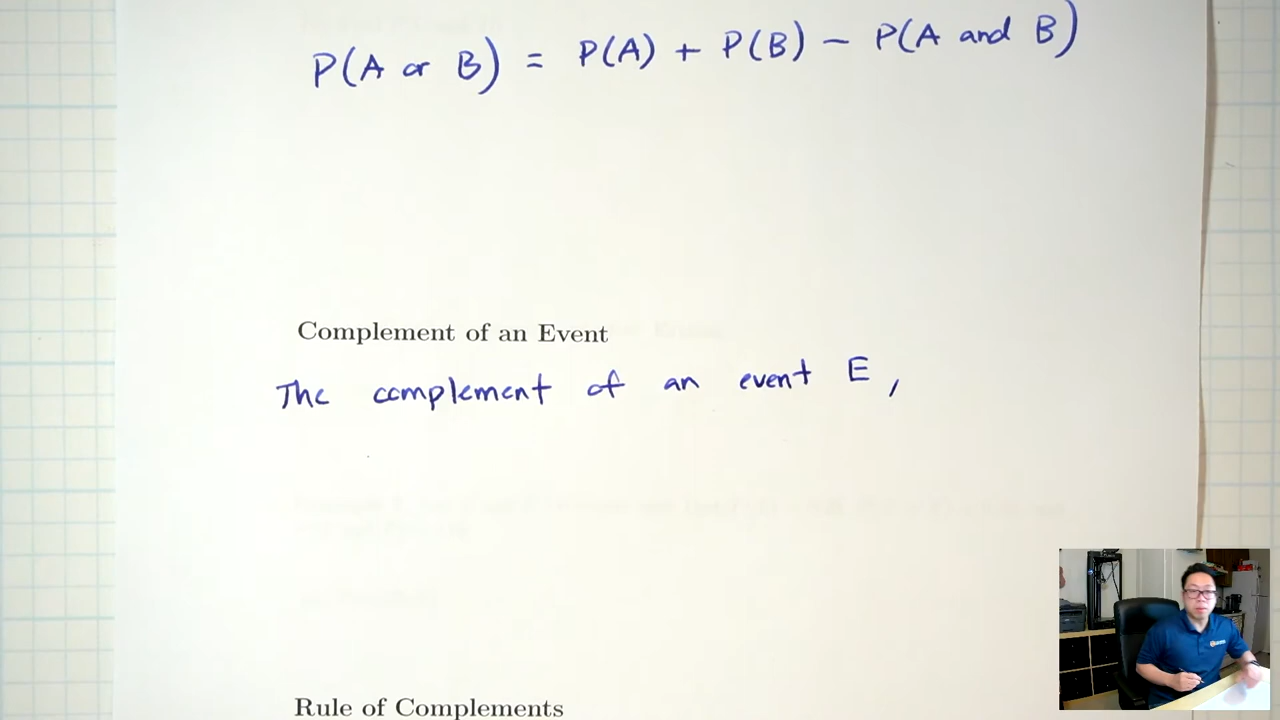 P(A or B) = P(A) + P(B) - P(A and B)
Complement of an Event
The complement of an event E,
Rule of Complements